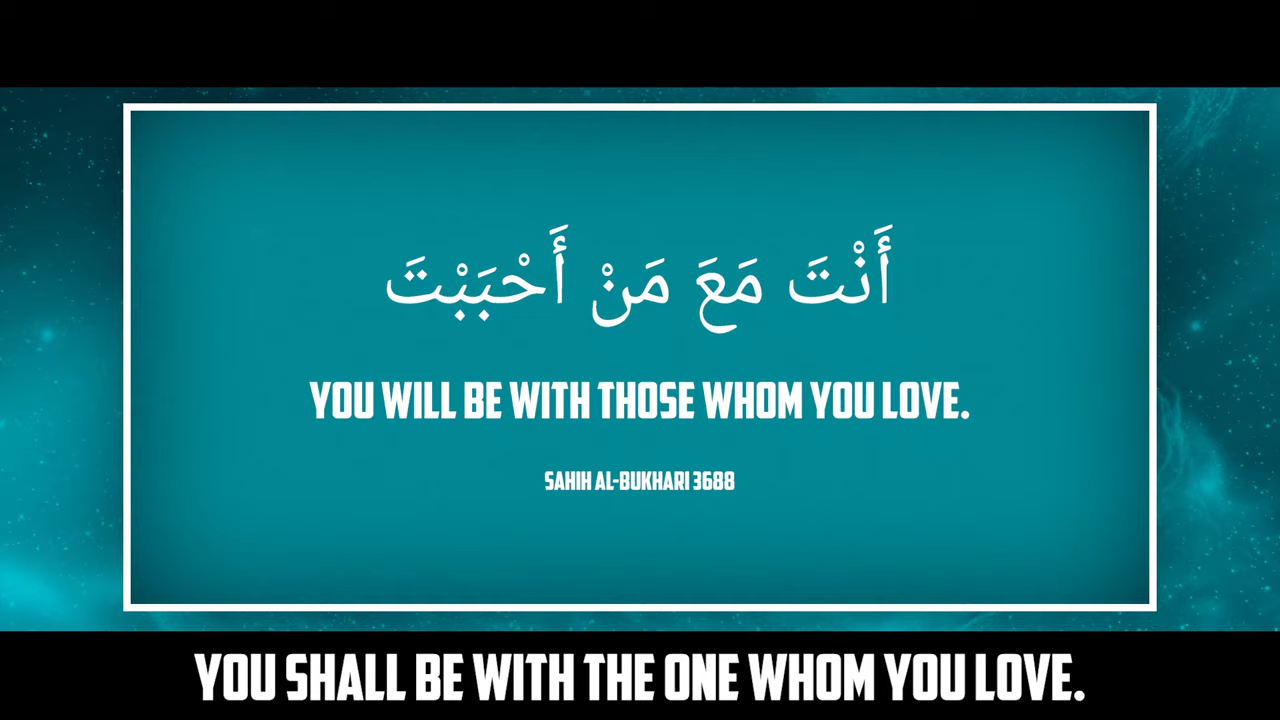 أَنْتَ مَعَ مَنْ أَحْبَبْتَ
YOU WILL BE WITH THOSE WHOM YOU LOVE.
SAHIH AL-BUKHARI 3688
YOU SHALL BE WITH THE ONE WHOM YOU LOVE.